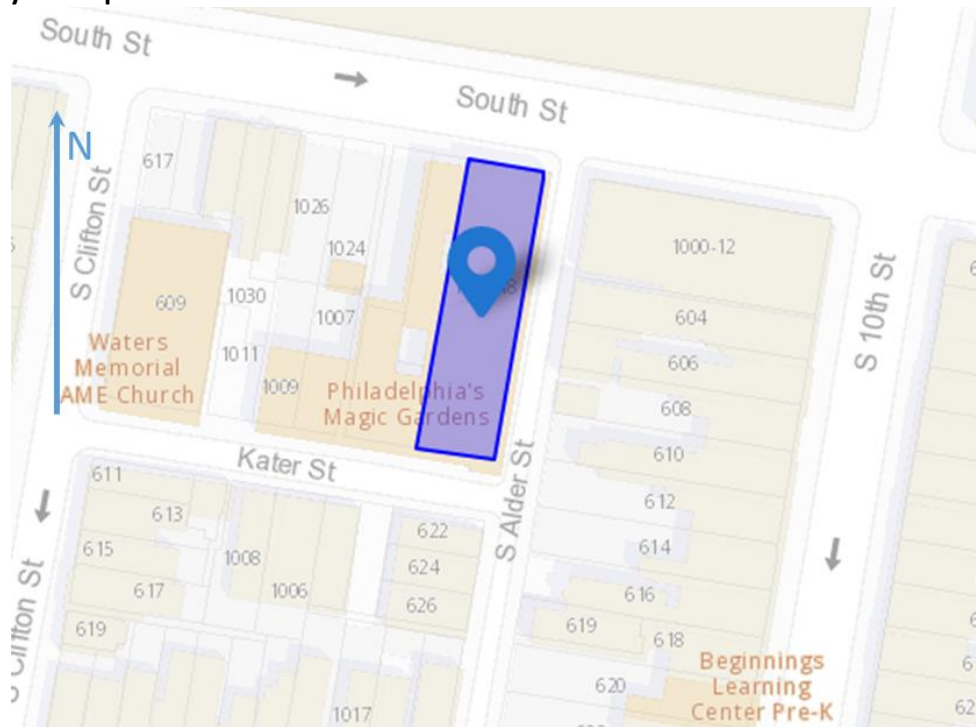 South St
South St
N
617
S Clifton St
1026
1024
1000-12
S 10th St
609
1030
1007
604
Waters
Memorial
AME Church
1011
606
1009
Philadelphia's
Magic Gardens
608
Kater St
610
S Alder St
611
612
613
622
615
1008
614
624
617
1006
626
616
S Clifton St
619
619
618
Beginnings
Learning
Center Pre-K
620
1017